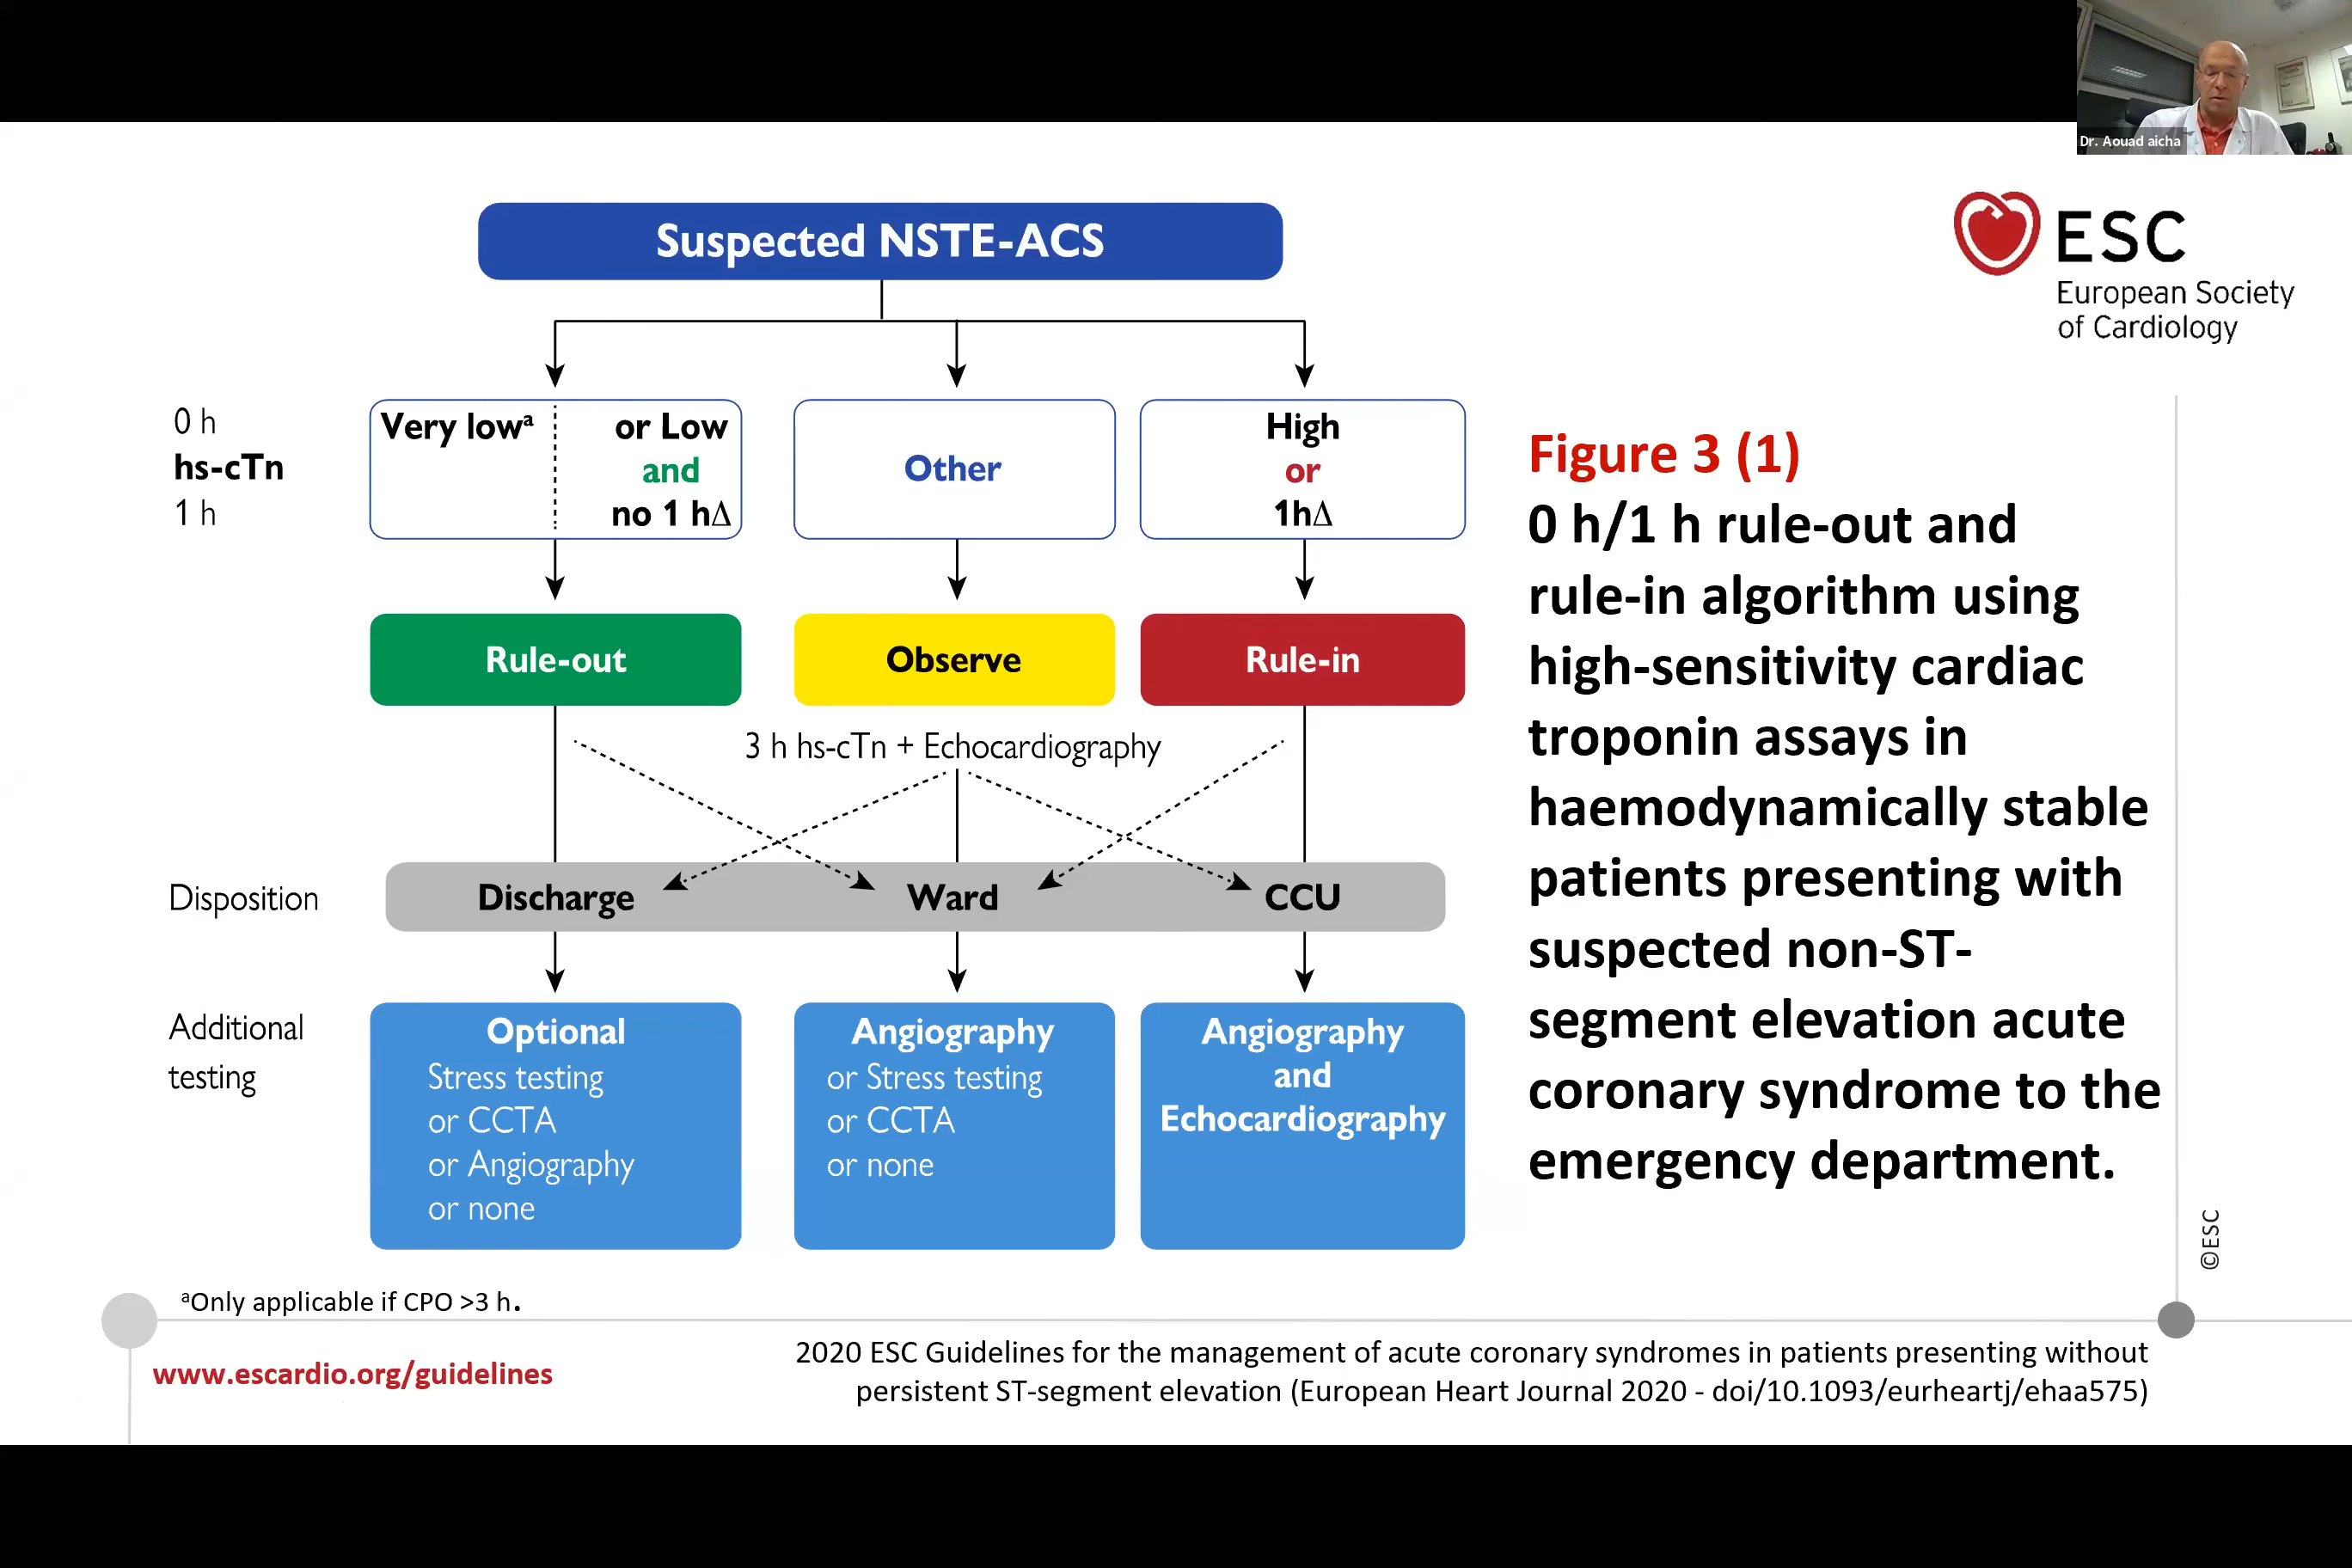 Dr. Aouad aicha
ESC
European Society
of Cardiology
Suspected NSTE-ACS
0 h
hs-cTn
1 h
Very lowª
or Low
and
no 1 hΔ
Other
High
or
1hΔ
Rule-out
Observe
Rule-in
3 h hs-cTn + Echocardiography
Disposition
Discharge
Ward
CCU
Additional
testing
Optional
Stress testing
or CCTA
or Angiography
or none
Angiography
or Stress testing
or CCTA
or none
Angiography
and
Echocardiography
Figure 3 (1)
0 h/1 h rule-out and
rule-in algorithm using
high-sensitivity cardiac
troponin assays in
haemodynamically stable
patients presenting with
suspected non-ST-
segment elevation acute
coronary syndrome to the
emergency department.
©ESC
ªOnly applicable if CPO >3 h.
www.escardio.org/guidelines
2020 ESC Guidelines for the management of acute coronary syndromes in patients presenting without
persistent ST-segment elevation (European Heart Journal 2020 - doi/10.1093/eurheartj/ehaa575)